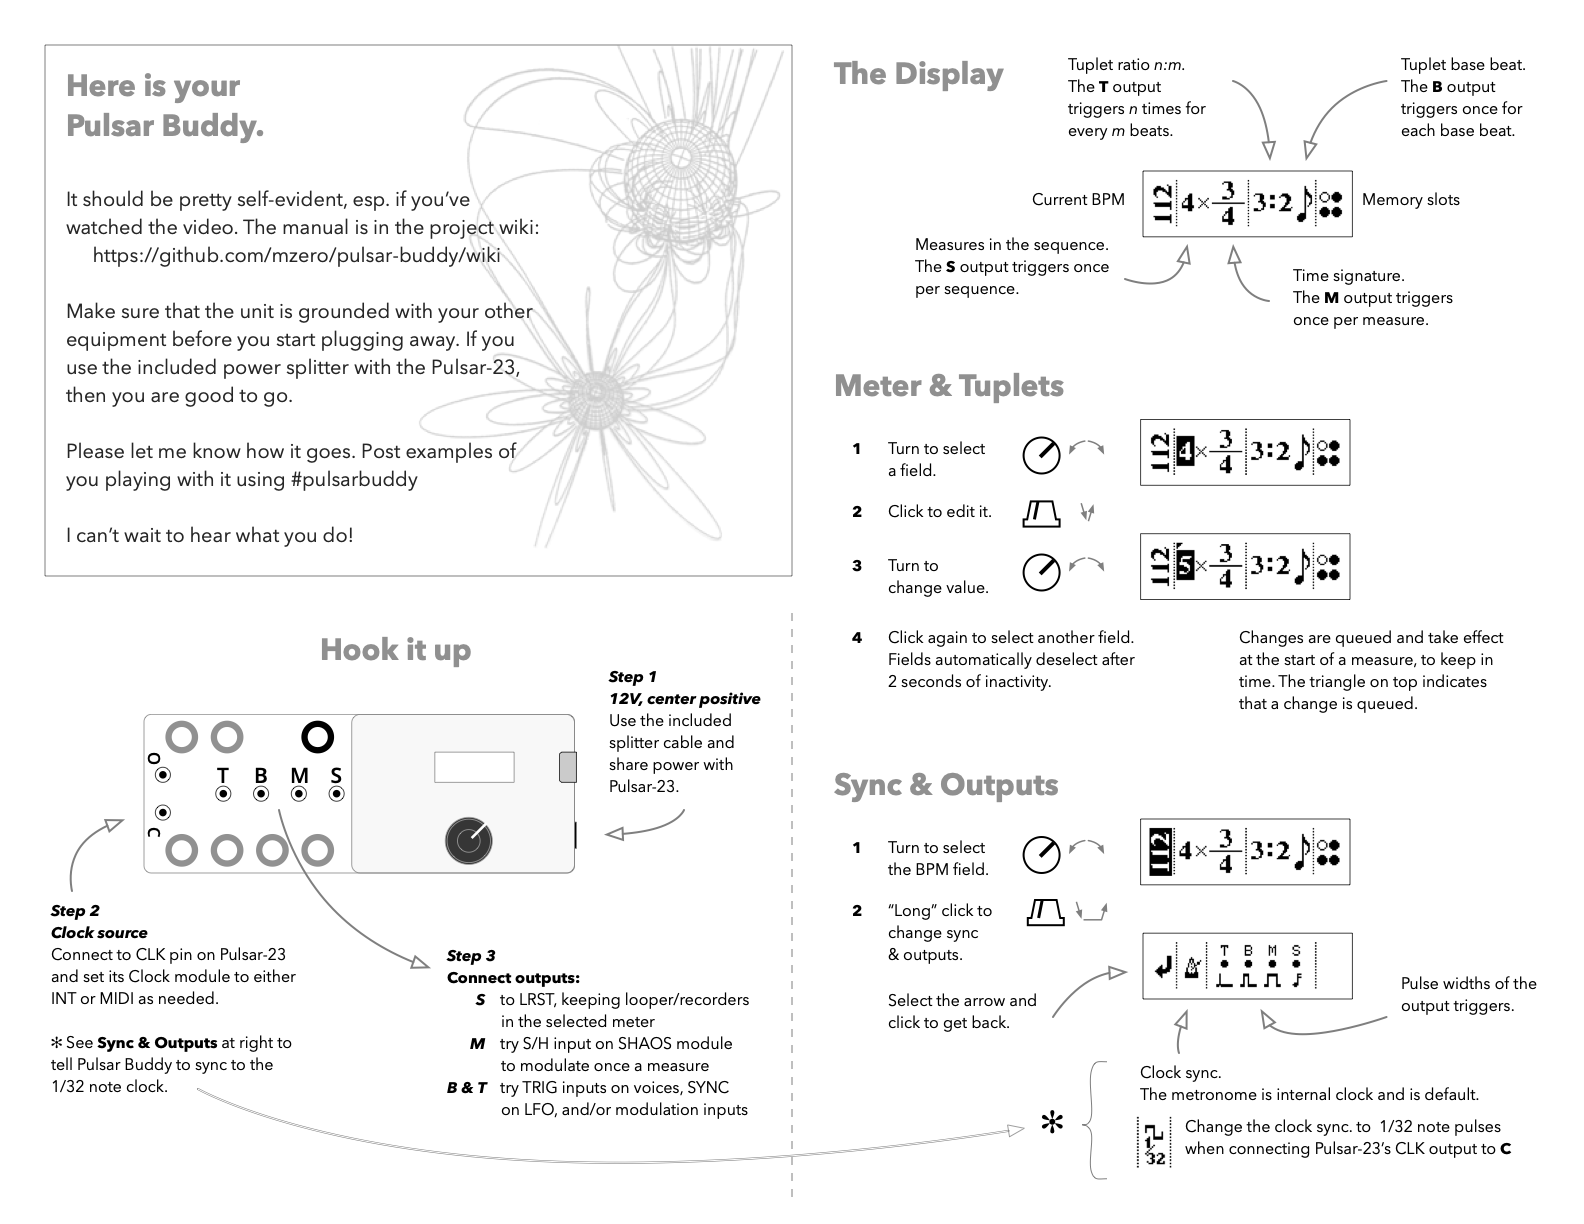 Here is your
Pulsar Buddy.
It should be pretty self-evident, esp. if you’ve
watched the video. The manual is in the project wiki:
https://github.com/mzero/pulsar-buddy/wiki
Make sure that the unit is grounded with your other
equipment before you start plugging away. If you
use the included power splitter with the Pulsar-23,
then you are good to go.
Please let me know how it goes. Post examples of
you playing with it using #pulsarbuddy
I can’t wait to hear what you do!
Hook it up
Step 1
12V, center positive
Use the included
splitter cable and
share power with
Pulsar-23.
O
T B M S
C
Step 2
Clock source
Connect to CLK pin on Pulsar-23
and set its Clock module to either
INT or MIDI as needed.
✻ See Sync & Outputs at right to
tell Pulsar Buddy to sync to the
1/32 note clock.
Step 3
Connect outputs:
S to LRST, keeping looper/recorders
in the selected meter
M try S/H input on SHAOS module
to modulate once a measure
B & T try TRIG inputs on voices, SYNC
on LFO, and/or modulation inputs
The Display
Tuplet ratio n:m.
The T output
triggers n times for
every m beats.
Tuplet base beat.
The B output
triggers once for
each base beat.
Current BPM
112 4× 3/4 3:2 ♪
Memory slots
Measures in the sequence.
The S output triggers once
per sequence.
Time signature.
The M output triggers
once per measure.
Meter & Tuplets
1 Turn to select
a field.
112 4× 3/4 3:2 ♪
2 Click to edit it.
3 Turn to
change value.
112 5× 3/4 3:2 ♪
4 Click again to select another field.
Fields automatically deselect after
2 seconds of inactivity.
Changes are queued and take effect
at the start of a measure, to keep in
time. The triangle on top indicates
that a change is queued.
Sync & Outputs
1 Turn to select
the BPM field.
112 4× 3/4 3:2 ♪
2 “Long” click to
change sync
& outputs.
T B M S
Select the arrow and
click to get back.
Pulse widths of the
output triggers.
✻
Clock sync.
The metronome is internal clock and is default.
1/32
Change the clock sync. to 1/32 note pulses
when connecting Pulsar-23’s CLK output to C